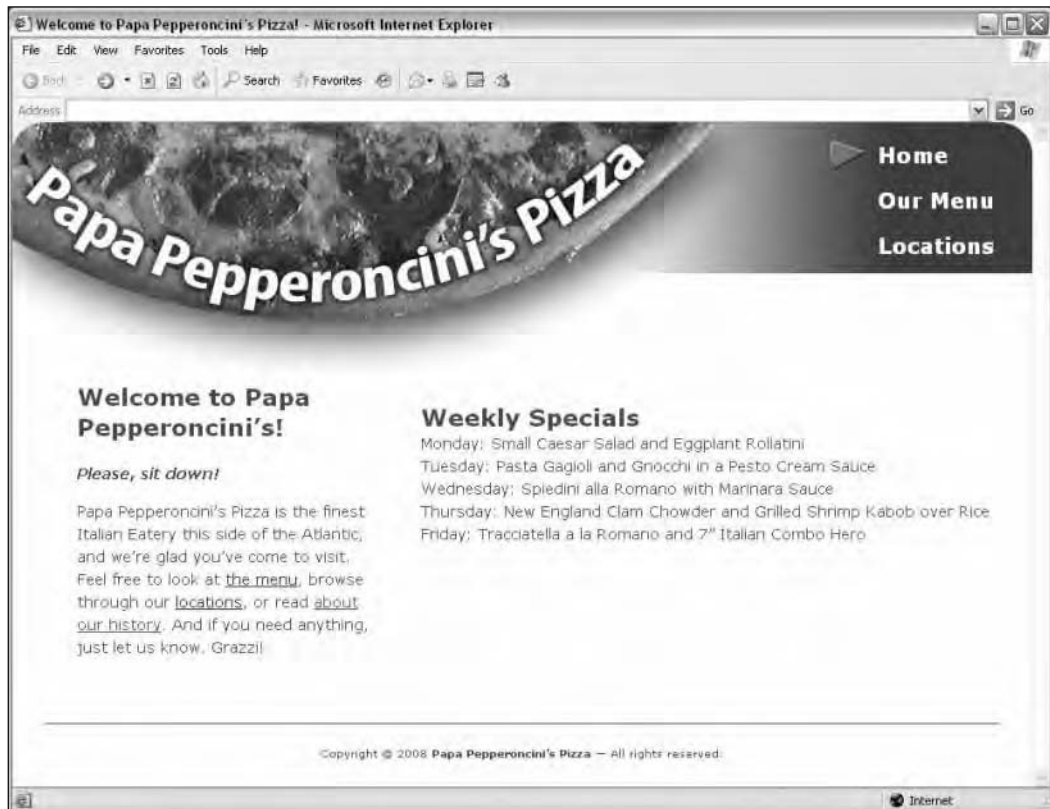 Welcome to Papa Pepperoncini's Pizza! - Microsoft Internet Explorer
File Edit View Favorites Tools Help
Back Search Favorites
Address Go
Papa Pepperoncini's Pizza
Home
Our Menu
Locations
Welcome to Papa
Pepperoncini's!
Please, sit down!
Papa Pepperoncini's Pizza is the finest
Italian Eatery this side of the Atlantic,
and we're glad you've come to visit.
Feel free to look at the menu, browse
through our locations, or read about
our history. And if you need anything,
just let us know. Grazzi!
Weekly Specials
Monday: Small Caesar Salad and Eggplant Rollatini
Tuesday: Pasta Gagioli and Gnocchi in a Pesto Cream Sauce
Wednesday: Spiedini alla Romano with Marinara Sauce
Thursday: New England Clam Chowder and Grilled Shrimp Kabob over Rice
Friday: Tracciatella a la Romano and 7" Italian Combo Hero
Copyright © 2008 Papa Pepperoncini's Pizza — All rights reserved.
Internet